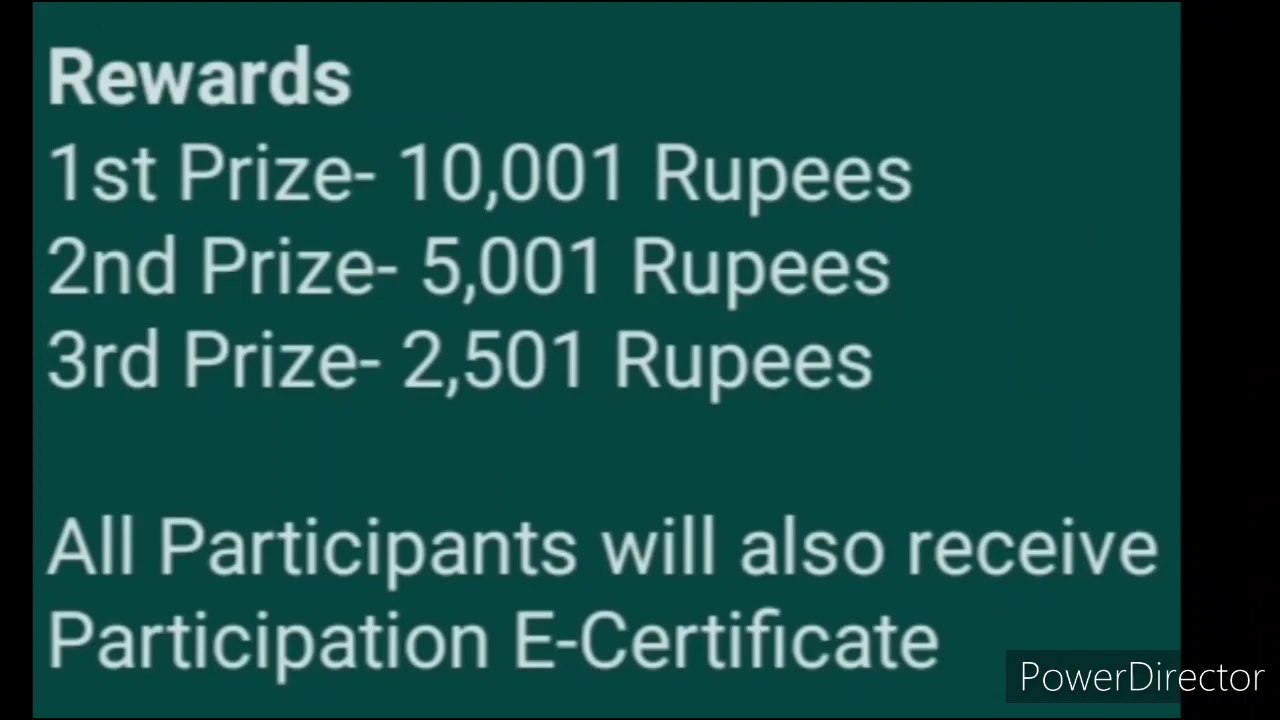 Rewards
1st Prize- 10,001 Rupees
2nd Prize- 5,001 Rupees
3rd Prize- 2,501 Rupees
All Participants will also receive
Participation E-Certificate
PowerDirector